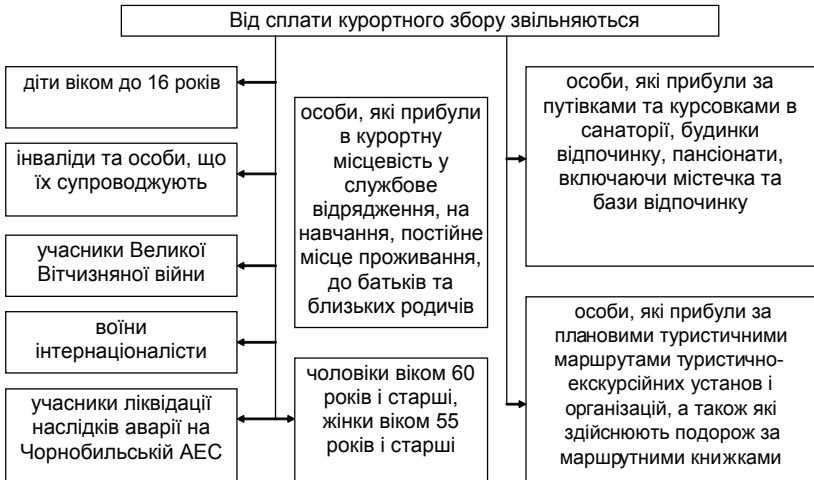 Від сплати курортного збору звільняються
діти віком до 16 років
інваліди та особи, що
їх супроводжують
учасники Великої
Вітчизняної війни
воїни
інтернаціоналісти
учасники ліквідації
наслідків аварії на
Чорнобильській АЕС
особи, які прибули
в курортну
місцевість у
службове
відрядження, на
навчання, постійне
місце проживання,
до батьків та
близьких родичів
чоловіки віком 60
років і старші,
жінки віком 55
років і старші
особи, які прибули за
путівками та курсовками в
санаторії, будинки
відпочинку, пансіонати,
включаючи містечка та
бази відпочинку
особи, які прибули за
плановими туристичними
маршрутами туристично-
екскурсійних установ і
організацій, а також які
здійснюють подорож за
маршрутними книжками